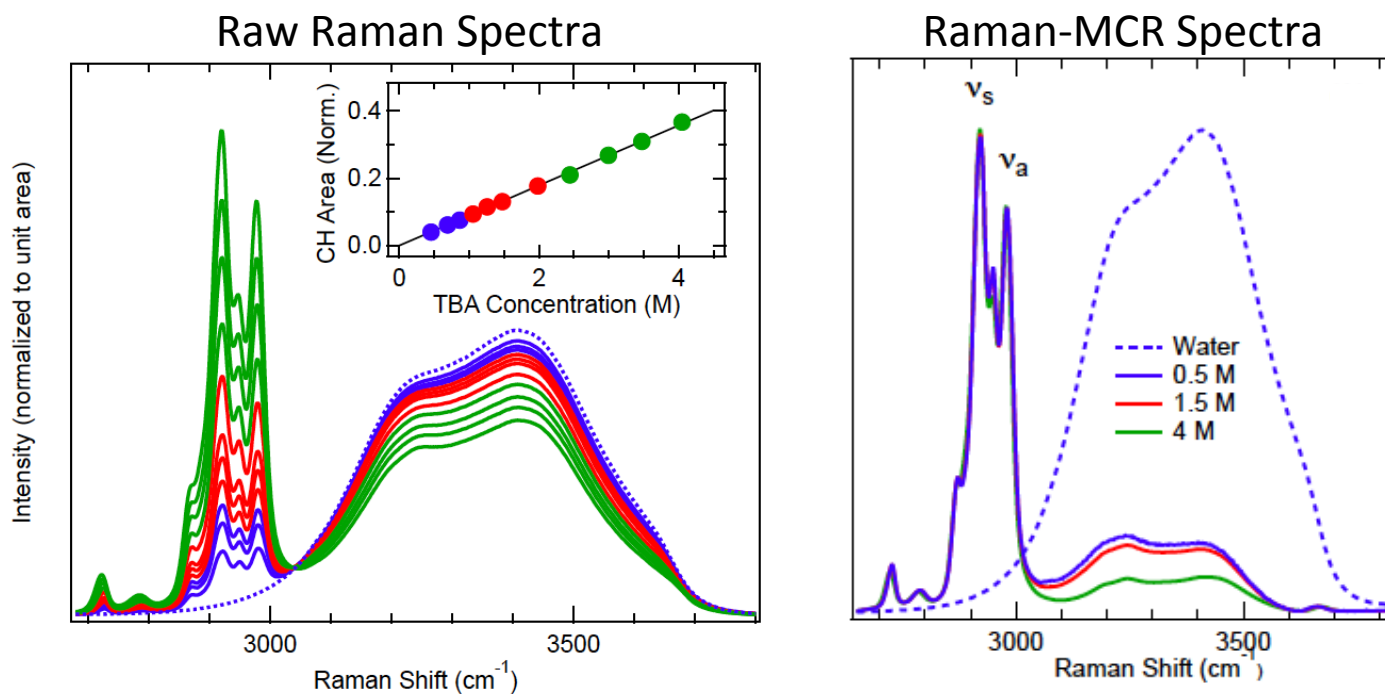 Raw Raman Spectra
Intensity (normalized to unit area)
CH Area (Norm.)
0.4
0.2
0.0
0
2
4
TBA Concentration (M)
3000
3500
Raman Shift (cm⁻¹)
Raman-MCR Spectra
νs
νa
Water
0.5 M
1.5 M
4 M
3000
3500
Raman Shift (cm⁻¹)